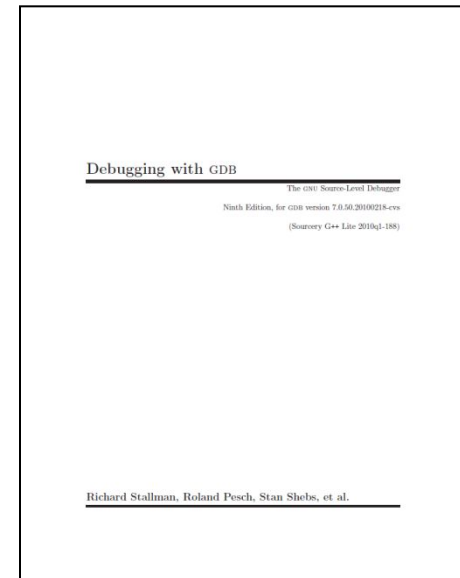 Debugging with GDB
The GNU Source-Level Debugger
Ninth Edition, for GDB version 7.0.50.20100218-cvs
(Sourcery G++ Lite 2010q1-188)
Richard Stallman, Roland Pesch, Stan Shebs, et al.